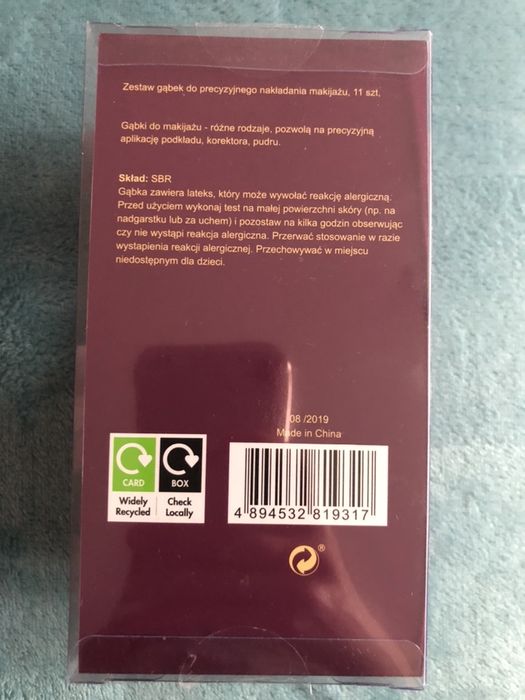 Zestaw gąbek do precyzyjnego nakładania makijażu, 11 szt.
Gąbki do makijażu - różne rodzaje, pozwolą na precyzyjną
aplikację podkładu, korektora, pudru.
Skład: SBR
Gąbka zawiera lateks, który może wywołać reakcję alergiczną.
Przed użyciem wykonaj test na małej powierzchni skóry (np. na
nadgarstku lub za uchem) i pozostaw na kilka godzin obserwując
czy nie wystąpi reakcja alergiczna. Przerwać stosowanie w razie
wystapienia reakcji alergicznej. Przechowywać w miejscu
niedostępnym dla dzieci.
08 /2019
Made in China
CARD BOX
Widely Check
Recycled Locally
4 894532 819317
®